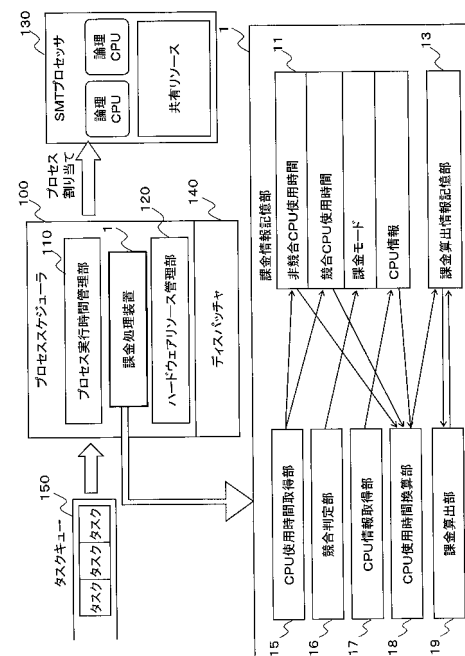 タスクキュー
150
タスク
タスク
タスク
プロセススケジューラ
100
110
プロセス実行時間管理部
1
課金処理装置
120
ハードウェアリソース管理部
140
ディスパッチャ
プロセス
割り当て
130
SMTプロセッサ
論理
CPU
論理
CPU
共有リソース
1
15
CPU使用時間取得部
16
競合判定部
17
CPU情報取得部
18
CPU使用時間換算部
19
課金算出部
課金情報記憶部
11
非競合CPU使用時間
競合CPU使用時間
課金モード
CPU情報
13
課金算出情報記憶部